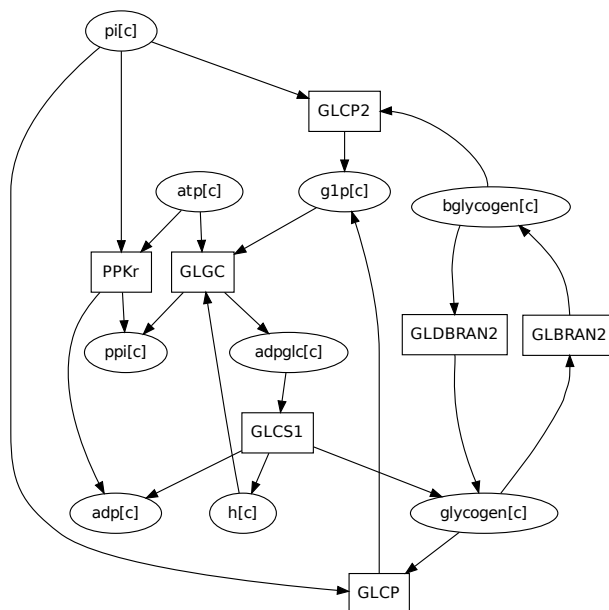 pi[c]
GLCP2
atp[c]
g1p[c]
bglycogen[c]
PPKr
GLGC
GLDBRAN2
GLBRAN2
ppi[c]
adpglc[c]
GLCS1
adp[c]
h[c]
glycogen[c]
GLCP